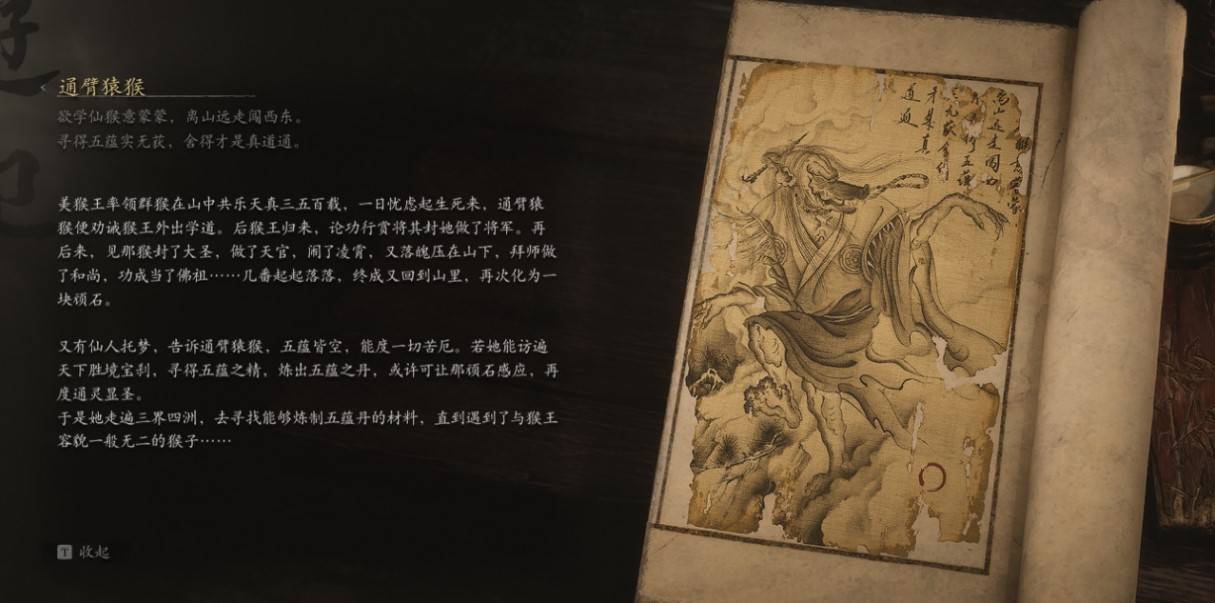 通臂猿猴
欲学仙猴意蒙蒙，离山远走闯西东。
寻得五蕴实无获，舍得才是真道通。
美猴王率领群猴在山中共乐天真三五百载，一日忧虑起生死来，通臂猿
猴便劝诫猴王外出学道。后猴王归来，论功行赏将其封她做了将军。再
后来，见那猴封了大圣，做了天官，闹了凌霄，又落魄压在山下，拜师做
了和尚，功成当了佛祖……几番起起落落，终成又回到山里，再次化为一
块顽石。
又有仙人托梦，告诉通臂猿猴，五蕴皆空，能度一切苦厄。若她能访遍
天下胜境宝刹，寻得五蕴之精，炼出五蕴之丹，或许可让那顽石感应，再
度通灵显圣。
于是她走遍三界四洲，去寻找能够炼制五蕴丹的材料，直到遇到了与猴王
容貌一般无二的猴子……
T 收起